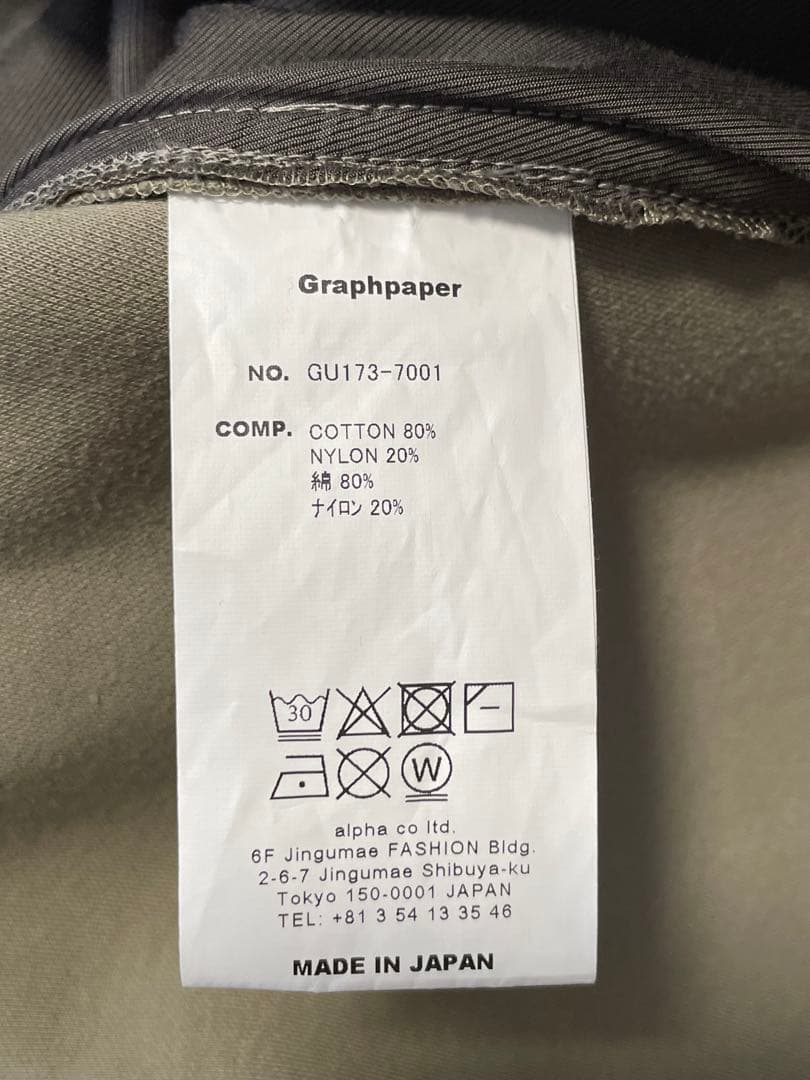 Graphpaper
NO. GU173-7001
COMP. COTTON 80%
NYLON 20%
綿 80%
ナイロン 20%
30
W
alpha co ltd.
6F Jingumae FASHION Bldg.
2-6-7 Jingumae Shibuya-ku
Tokyo 150-0001 JAPAN
TEL: +81 3 54 13 35 46
MADE IN JAPAN